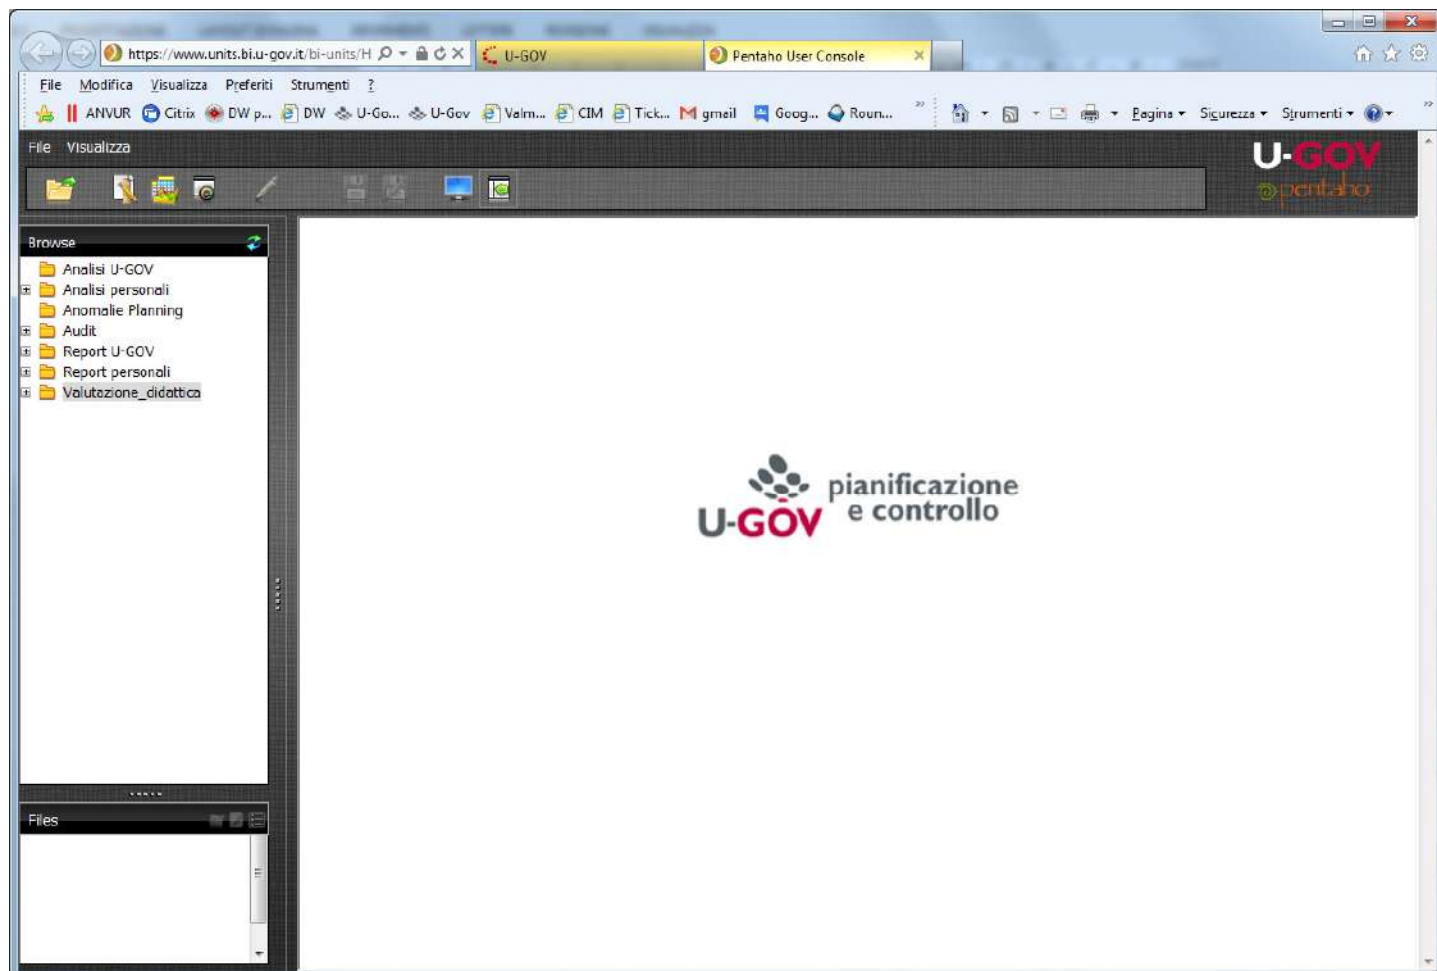 https://www.units.bi.u-gov.it/bi-units/H
U-GOV
Pentaho User Console
File Modifica Visualizza Preferiti Strumenti ?
ANVUR Citrix DW p... DW U-Go... U-Gov Valm... CIM Tick... gmail Goog... Roun... » Pagina Sicurezza Strumenti »
File Visualizza
U-GOV
pentaho
Browse
Analisi U-GOV
Analisi personali
Anomalie Planning
Audit
Report U-GOV
Report personali
Valutazione_didattica
U-GOV pianificazione
e controllo
Files